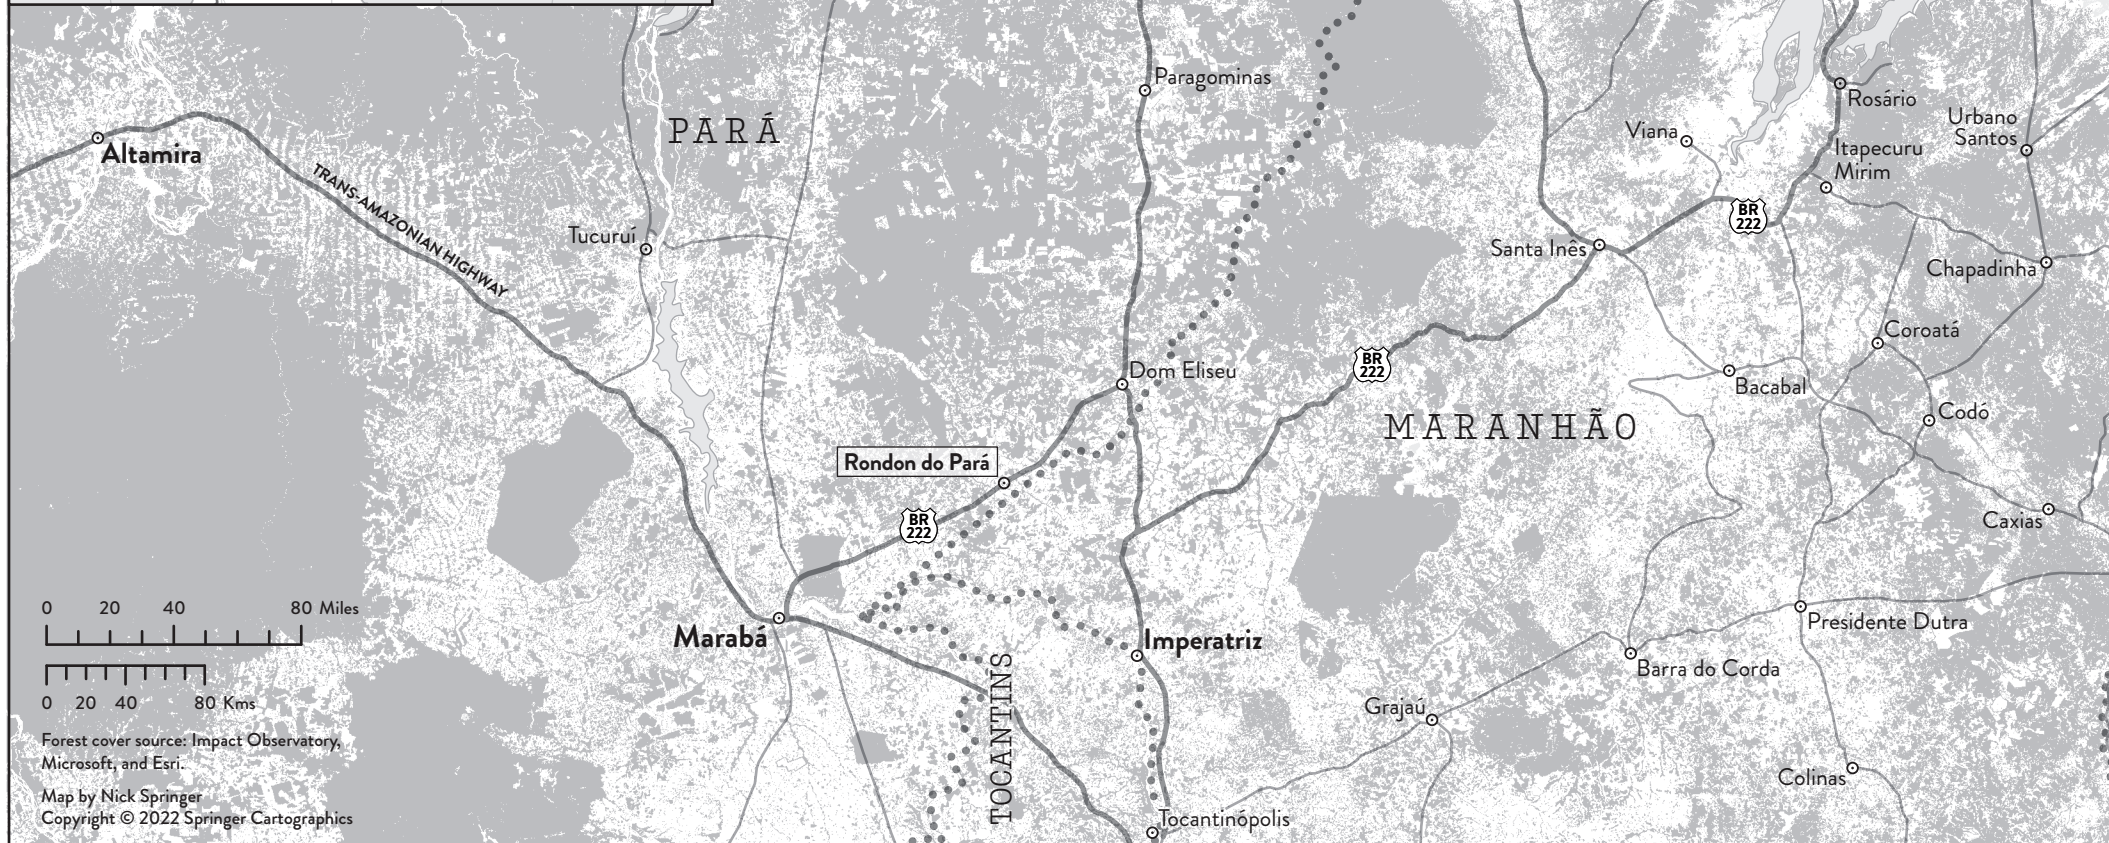 Paragominas
PARÁ
Rosário
Urbano
Santos
Viana
Itapecuru
Mirim
Altamira
TRANS-AMAZONIAN HIGHWAY
BR
222
Tucuruí
Santa Inês
Chapadinha
Coroatá
BR
222
Dom Eliseu
Bacabal
MARANHÃO
Codó
Rondon do Pará
BR
222
Caxias
0 20 40 80 Miles
Presidente Dutra
Marabá
Imperatriz
Barra do Corda
TOCANTINS
0 20 40 80 Kms
Grajaú
Forest cover source: Impact Observatory,
Microsoft, and Esri.
Colinas
Map by Nick Springer
Copyright © 2022 Springer Cartographics
Tocantinópolis